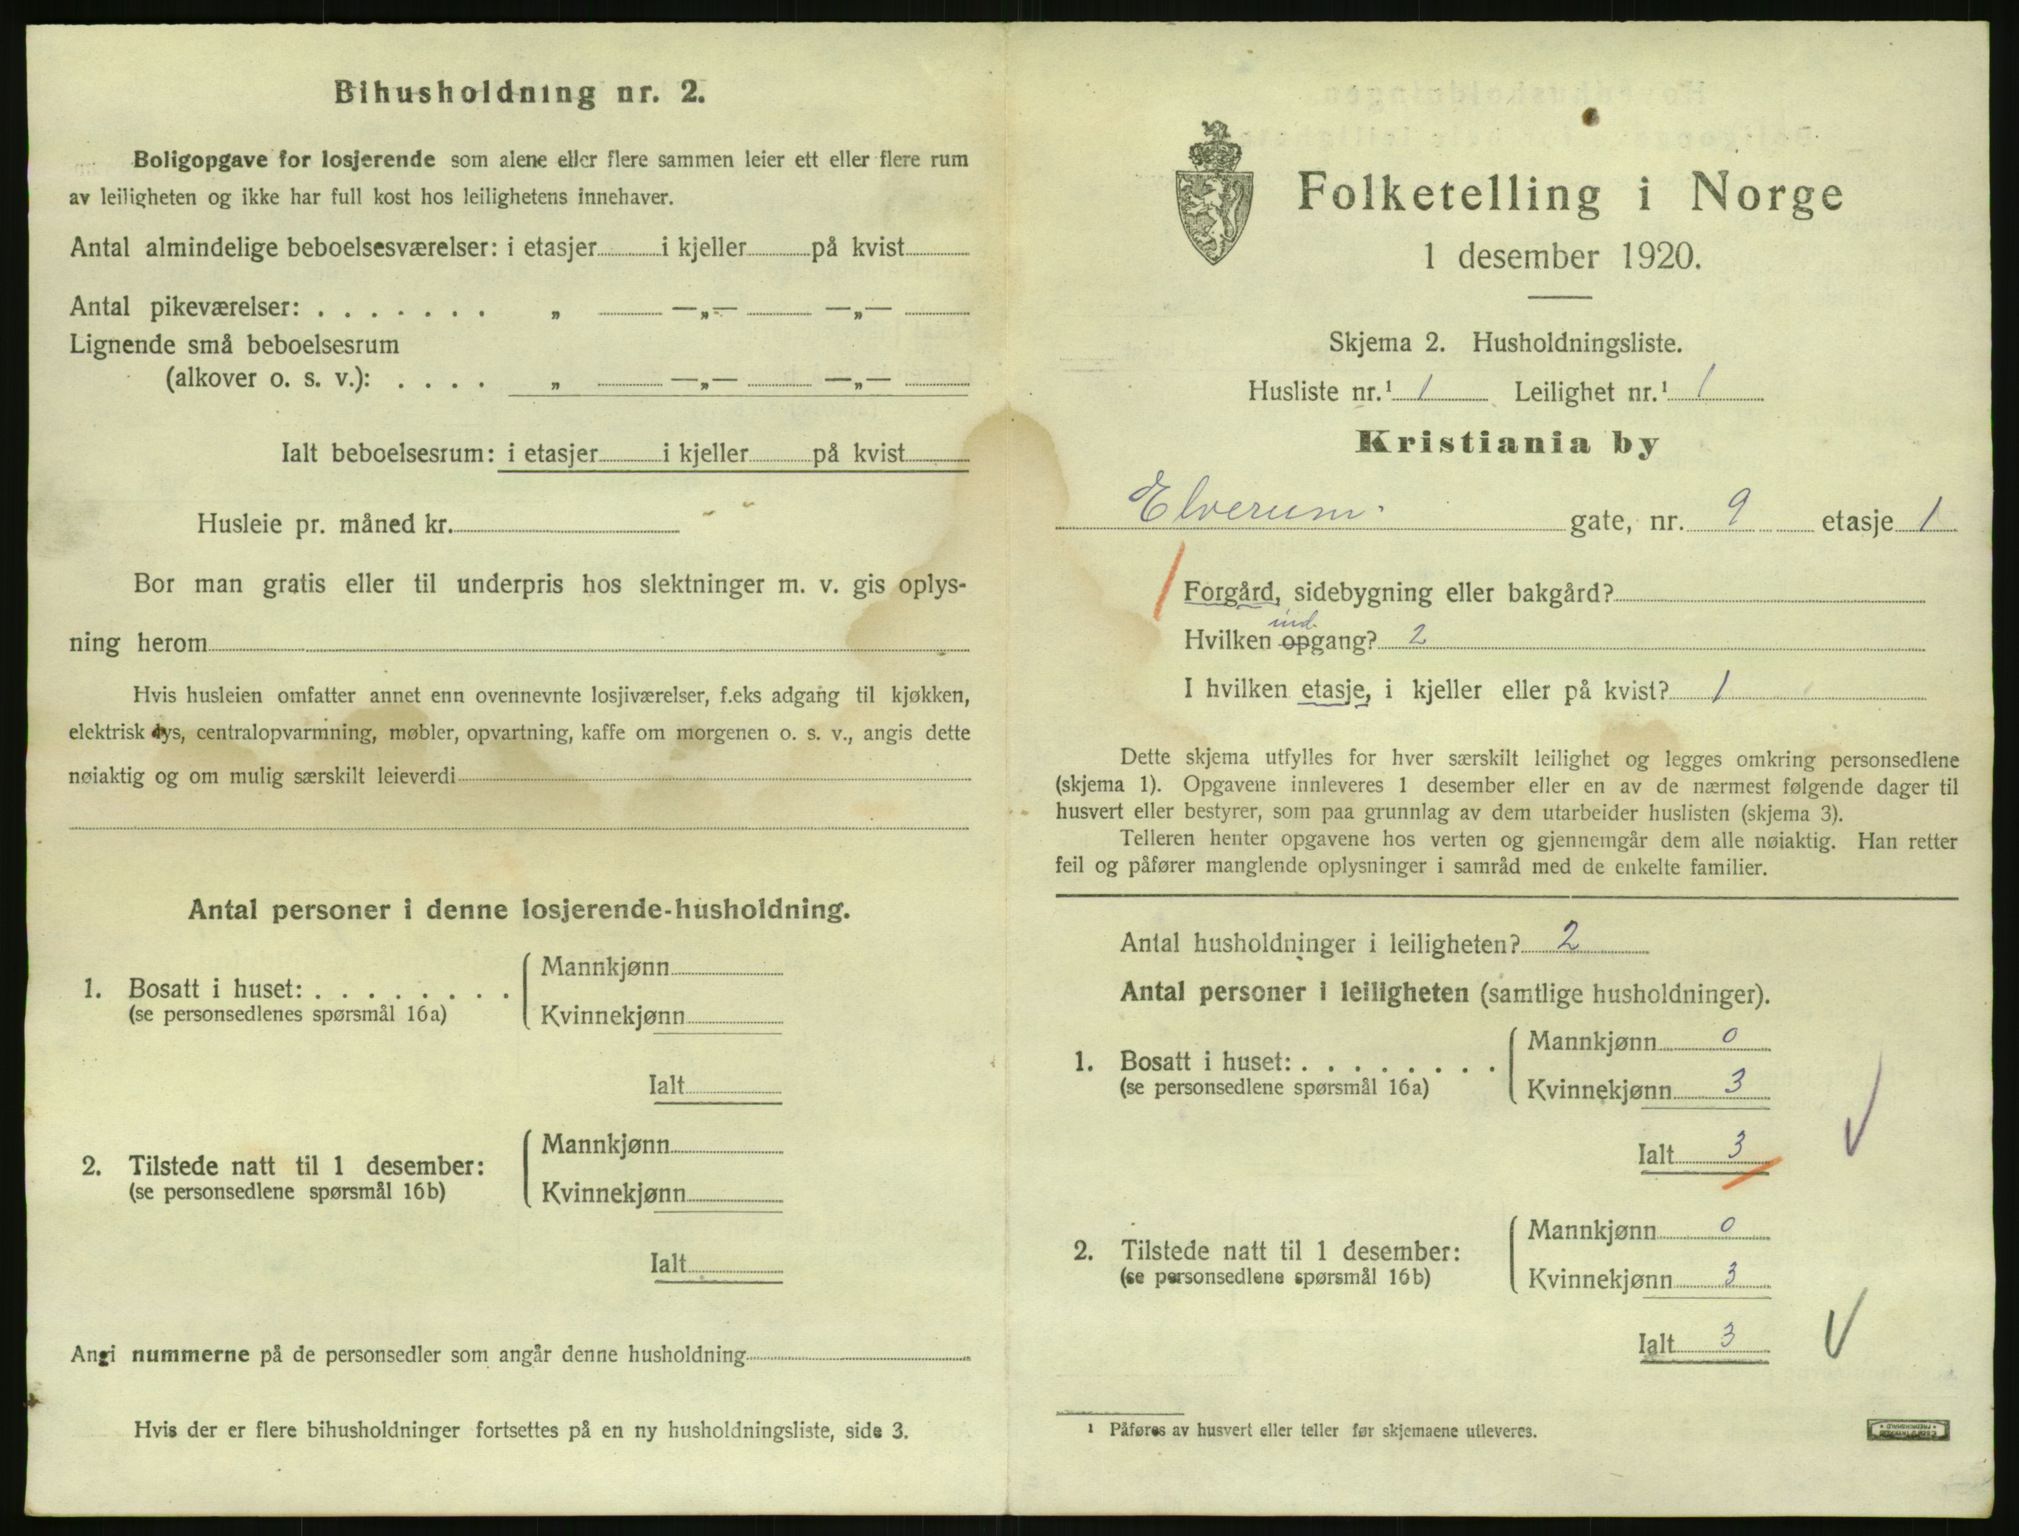 Bihusholdning nr. 2.
Boligopgave for losjerende som alene eller flere sammen leier ett eller flere rum
av leiligheten og ikke har full kost hos leilighetens innehaver.
Antal almindelige beboelsesværelser: i etasjer i kjeller på kvist
Antal pikeværelser: . . . . . . . „ —„— —„—
Lignende små beboelsesrum
(alkover o. s. v.): . . . . „ —„— —„—
Ialt beboelsesrum: i etasjer i kjeller på kvist
Husleie pr. måned kr.
Bor man gratis eller til underpris hos slektninger m. v. gis oplys-
ning herom
Hvis husleien omfatter annet enn ovennevnte losjiværelser, f.eks adgang til kjøkken,
elektrisk lys, centralopvarmning, møbler, opvartning, kaffe om morgenen o. s. v., angis dette
nøiaktig og om mulig særskilt leieverdi
Antal personer i denne losjerende-husholdning.
1. Bosatt i huset: . . . . . . . .
(se personsedlenes spørsmål 16a)
Mannkjønn
Kvinnekjønn
Ialt
2. Tilstede natt til 1 desember:
(se personsedlene spørsmål 16b)
Mannkjønn
Kvinnekjønn
Ialt
Angi nummerne på de personsedler som angår denne husholdning
Hvis der er flere bihusholdninger fortsettes på en ny husholdningsliste, side 3.
Folketelling i Norge
1 desember 1920.
Skjema 2. Husholdningsliste.
Husliste nr.¹ 1 Leilighet nr.¹ 1
Kristiania by
Elverum. gate, nr. 9 etasje 1
Forgård, sidebygning eller bakgård?
ind
Hvilken opgang? 2
I hvilken etasje, i kjeller eller på kvist? 1
Dette skjema utfylles for hver særskilt leilighet og legges omkring personsedlene
(skjema 1). Opgavene innleveres 1 desember eller en av de nærmest følgende dager til
husvert eller bestyrer, som paa grunnlag av dem utarbeider huslisten (skjema 3).
Telleren henter opgavene hos verten og gjennemgår dem alle nøiaktig. Han retter
feil og påfører manglende oplysninger i samråd med de enkelte familier.
Antal husholdninger i leiligheten? 2
Antal personer i leiligheten (samtlige husholdninger).
1. Bosatt i huset: . . . . . . . .
(se personsedlene spørsmål 16a)
Mannkjønn 0
Kvinnekjønn 3
Ialt 3
2. Tilstede natt til 1 desember:
(se personsedlene spørsmål 16b)
Mannkjønn 0
Kvinnekjønn 3
Ialt 3
¹ Påføres av husvert eller teller før skjemaene utleveres.